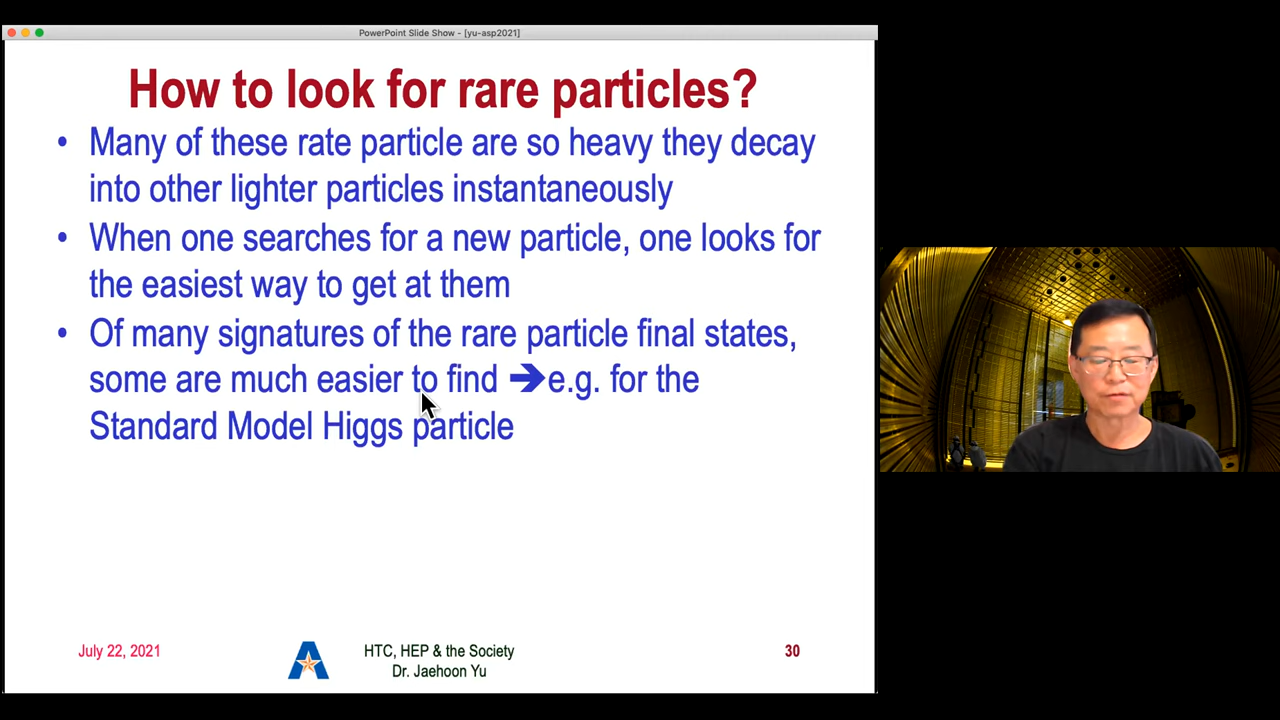 PowerPoint Slide Show - [yu-asp2021]
How to look for rare particles?
• Many of these rate particle are so heavy they decay
into other lighter particles instantaneously
• When one searches for a new particle, one looks for
the easiest way to get at them
• Of many signatures of the rare particle final states,
some are much easier to find ➔e.g. for the
Standard Model Higgs particle
July 22, 2021
HTC, HEP & the Society
Dr. Jaehoon Yu
30